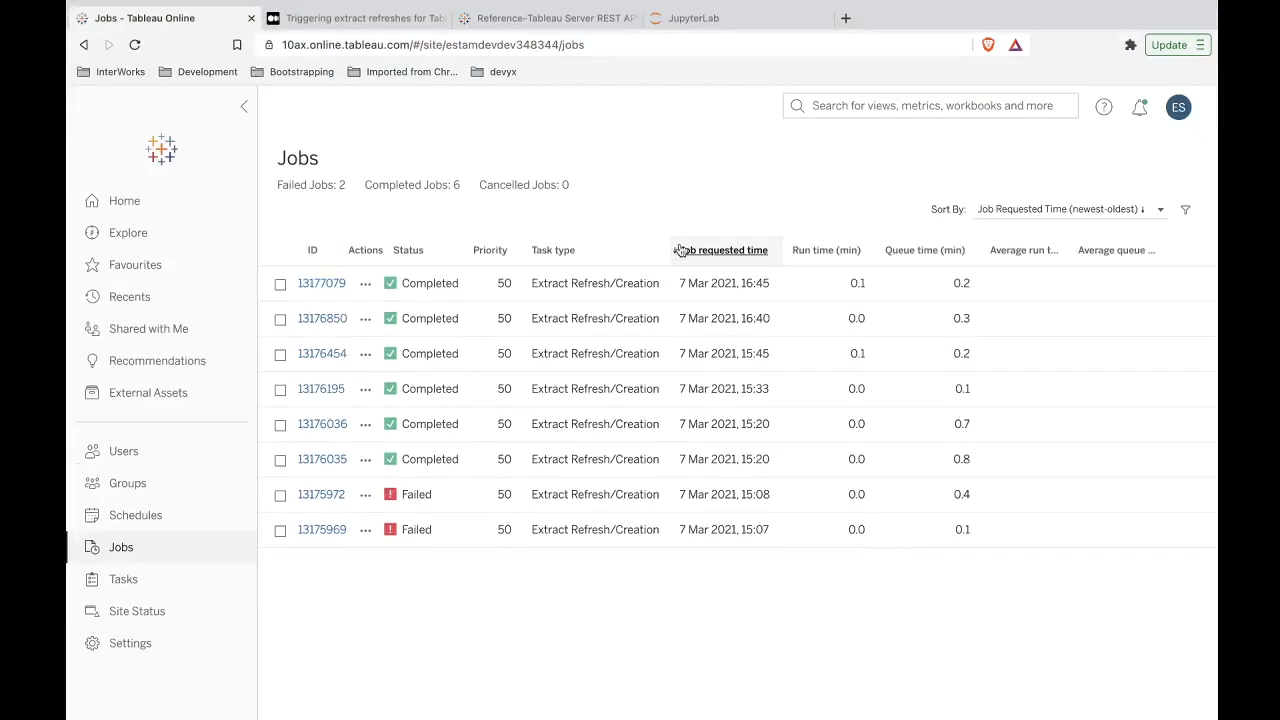 Jobs - Tableau Online
Triggering extract refreshes for Tab
Reference-Tableau Server REST AP
JupyterLab
10ax.online.tableau.com/#/site/estamdevdev348344/jobs
Update
InterWorks Development Bootstrapping Imported from Chr... devyx
Search for views, metrics, workbooks and more
ES
Home
Explore
Favourites
Recents
Shared with Me
Recommendations
External Assets
Users
Groups
Schedules
Jobs
Tasks
Site Status
Settings
Jobs
Failed Jobs: 2 Completed Jobs: 6 Cancelled Jobs: 0
Sort By: Job Requested Time (newest-oldest) ↓
ID Actions Status Priority Task type Job requested time Run time (min) Queue time (min) Average run t... Average queue ...
13177079 ... Completed 50 Extract Refresh/Creation 7 Mar 2021, 16:45 0.1 0.2
13176850 ... Completed 50 Extract Refresh/Creation 7 Mar 2021, 16:40 0.0 0.3
13176454 ... Completed 50 Extract Refresh/Creation 7 Mar 2021, 15:45 0.1 0.2
13176195 ... Completed 50 Extract Refresh/Creation 7 Mar 2021, 15:33 0.0 0.1
13176036 ... Completed 50 Extract Refresh/Creation 7 Mar 2021, 15:20 0.0 0.7
13176035 ... Completed 50 Extract Refresh/Creation 7 Mar 2021, 15:20 0.0 0.8
13175972 ... Failed 50 Extract Refresh/Creation 7 Mar 2021, 15:08 0.0 0.4
13175969 ... Failed 50 Extract Refresh/Creation 7 Mar 2021, 15:07 0.0 0.1